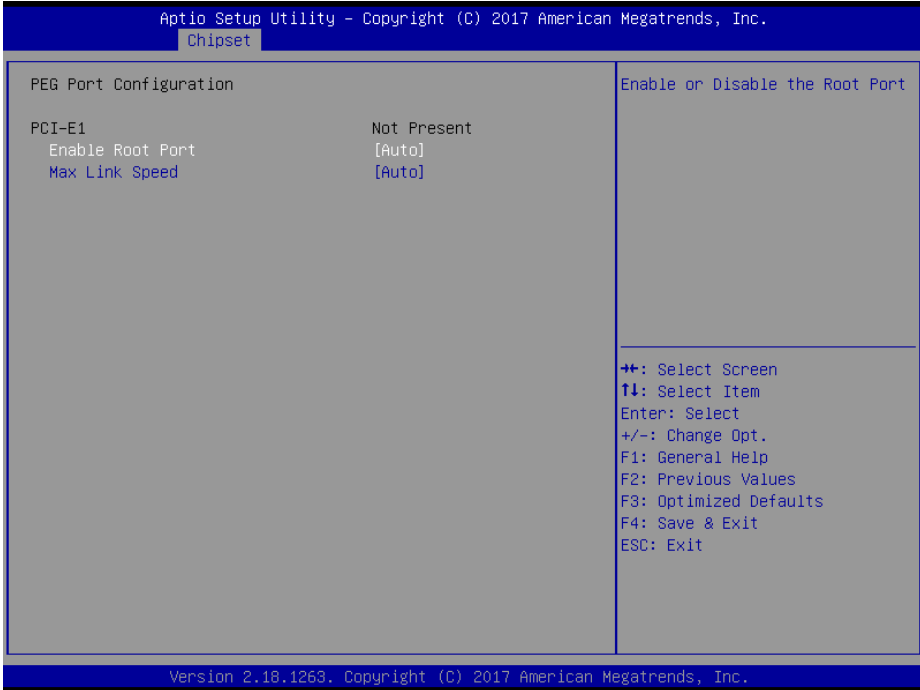 Aptio Setup Utility – Copyright (C) 2017 American Megatrends, Inc.
Chipset
PEG Port Configuration
PCI-E1 Not Present
Enable Root Port [Auto]
Max Link Speed [Auto]
Enable or Disable the Root Port
→←: Select Screen
↑↓: Select Item
Enter: Select
+/-: Change Opt.
F1: General Help
F2: Previous Values
F3: Optimized Defaults
F4: Save & Exit
ESC: Exit
Version 2.18.1263. Copyright (C) 2017 American Megatrends, Inc.